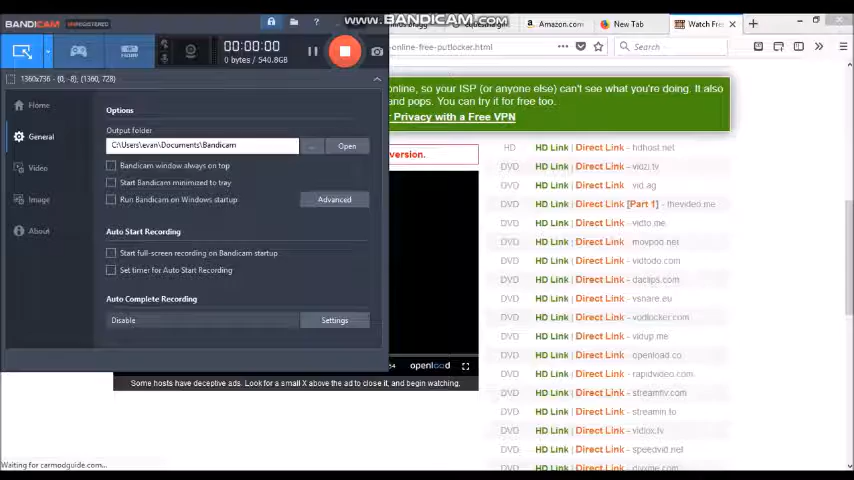 BANDICAM UNREGISTERED
www.BANDICAM.com
Amazon.com
New Tab
Watch Free
00:00:00
0 bytes / 540.8GB
online-free-putlocker.html
Search
1360x736 - (0, -8), (1360, 728)
Home
General
Video
Image
About
Options
Output folder
C:\Users\evan\Documents\Bandicam
...
Open
Bandicam window always on top
Start Bandicam minimized to tray
Run Bandicam on Windows startup
Advanced
Auto Start Recording
Start full-screen recording on Bandicam startup
Set timer for Auto Start Recording
Auto Complete Recording
Disable
Settings
online, so your ISP (or anyone else) can't see what you're doing. It also
and pops. You can try it for free too.
Privacy with a Free VPN
version.
HD HD Link | Direct Link - hdhost.net
DVD HD Link | Direct Link - vidzi.tv
DVD HD Link | Direct Link vid.ag
DVD HD Link | Direct Link [Part 1] - thevideo.me
DVD HD Link | Direct Link - vidto.me
DVD HD Link | Direct Link - movpod.net
DVD HD Link | Direct Link - vidtodo.com
DVD HD Link | Direct Link - daclips.com
DVD HD Link | Direct Link - vshare.eu
DVD HD Link | Direct Link - vodlocker.com
DVD HD Link | Direct Link - vidup.me
DVD HD Link | Direct Link - openload.co
DVD HD Link | Direct Link - rapidvideo.com
DVD HD Link | Direct Link - streamflv.com
DVD HD Link | Direct Link - streamin.to
DVD HD Link | Direct Link - vidlox.tv
DVD HD Link | Direct Link - speedvid.net
DVD HD Link | Direct Link
openload
Some hosts have deceptive ads. Look for a small X above the ad to close it, and begin watching,
Waiting for carmodguide.com...